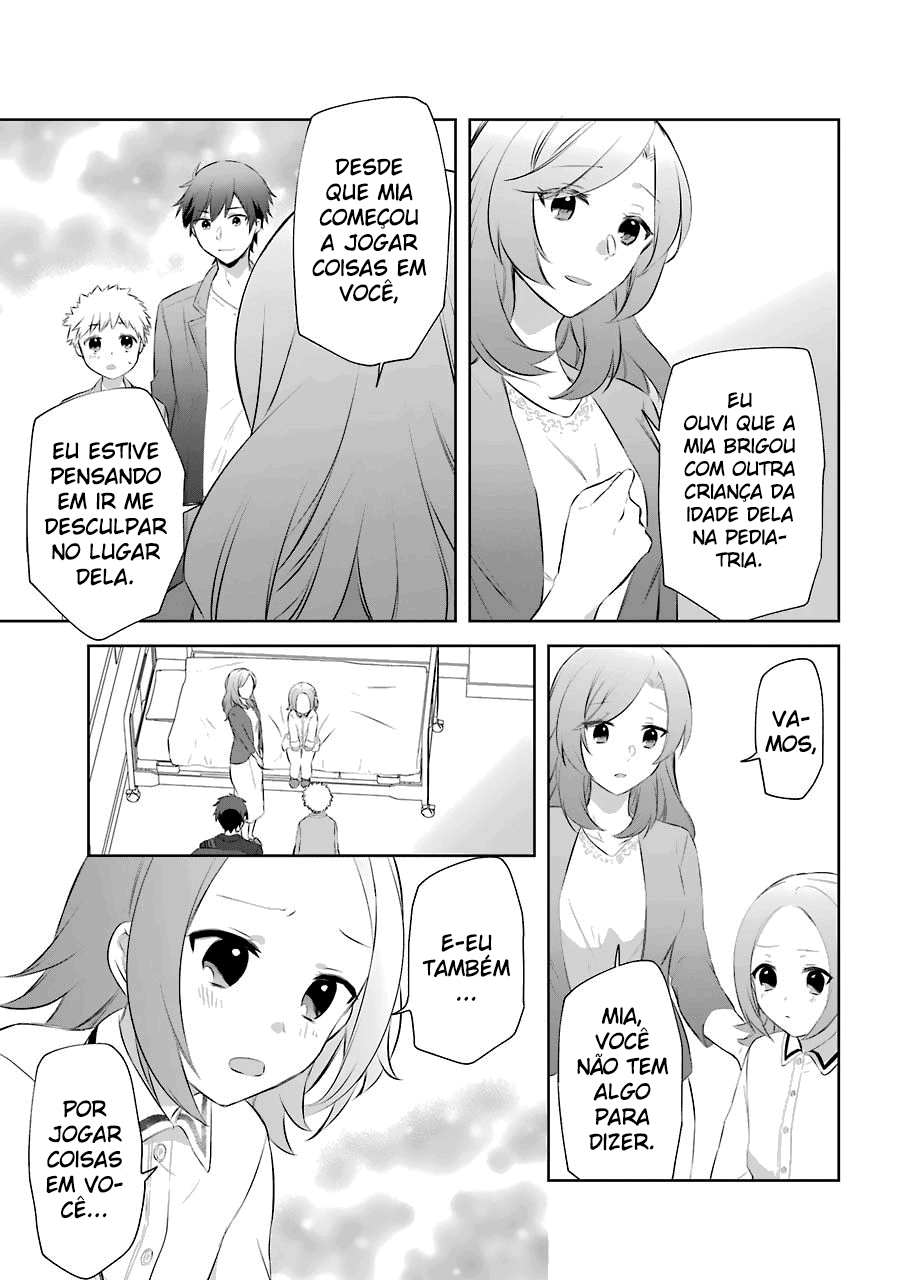 EU
OUVI QUE A
MIA BRIGOU
COM OUTRA
CRIANÇA DA
IDADE DELA
NA PEDIA-
TRIA.
DESDE
QUE MIA
COMEÇOU
A JOGAR
COISAS EM
VOCÊ,
EU ESTIVE
PENSANDO
EM IR ME
DESCULPAR
NO LUGAR
DELA.
VA-
MOS,
MIA,
VOCÊ
NÃO TEM
ALGO
PARA
DIZER.
E-EU
TAMBÉM
...
POR
JOGAR
COISAS
EM VO-
CÊ...